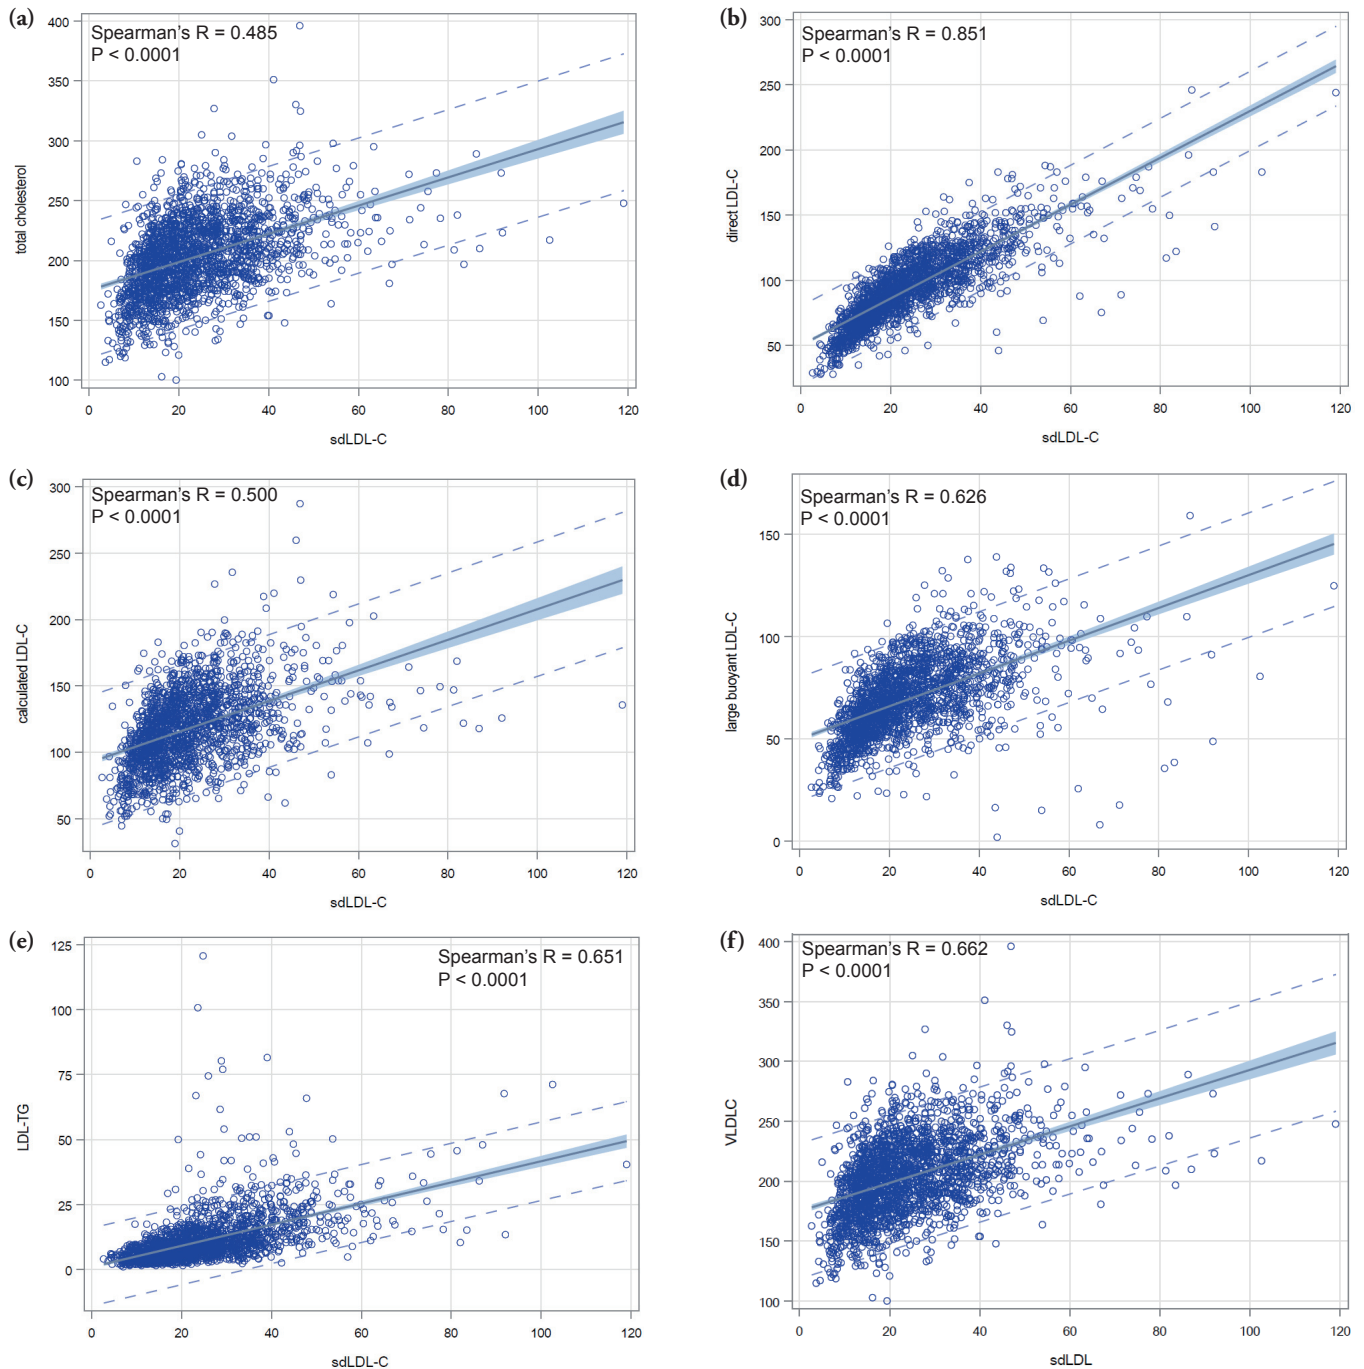 (a)
Spearman's R = 0.485
P < 0.0001
400
350
300
250
200
150
100
total cholesterol
0 20 40 60 80 100 120
sdLDL-C
(b)
Spearman's R = 0.851
P < 0.0001
300
250
200
150
100
50
direct LDL-C
0 20 40 60 80 100 120
sdLDL-C
(c)
Spearman's R = 0.500
P < 0.0001
300
250
200
150
100
50
calculated LDL-C
0 20 40 60 80 100 120
sdLDL-C
(d)
Spearman's R = 0.626
P < 0.0001
150
100
50
0
large buoyant LDL-C
0 20 40 60 80 100 120
sdLDL-C
(e)
Spearman's R = 0.651
P < 0.0001
125
100
75
50
25
0
LDL-TG
0 20 40 60 80 100 120
sdLDL-C
(f)
Spearman's R = 0.662
P < 0.0001
400
350
300
250
200
150
100
VLDLC
0 20 40 60 80 100 120
sdLDL